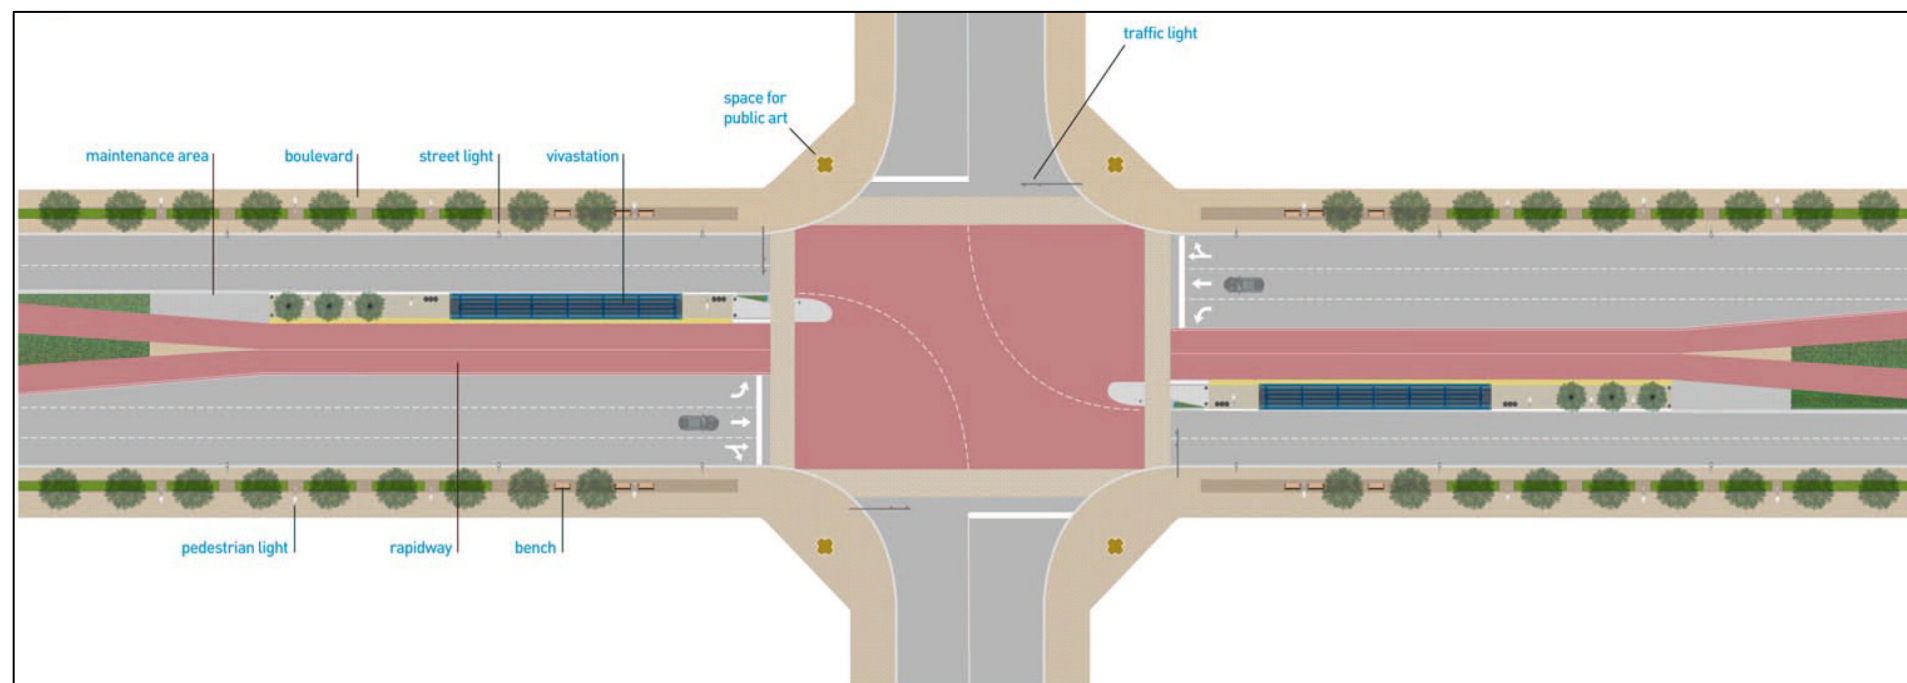 traffic light
space for
public art
maintenance area
boulevard
street light
vivastation
pedestrian light
rapidway
bench